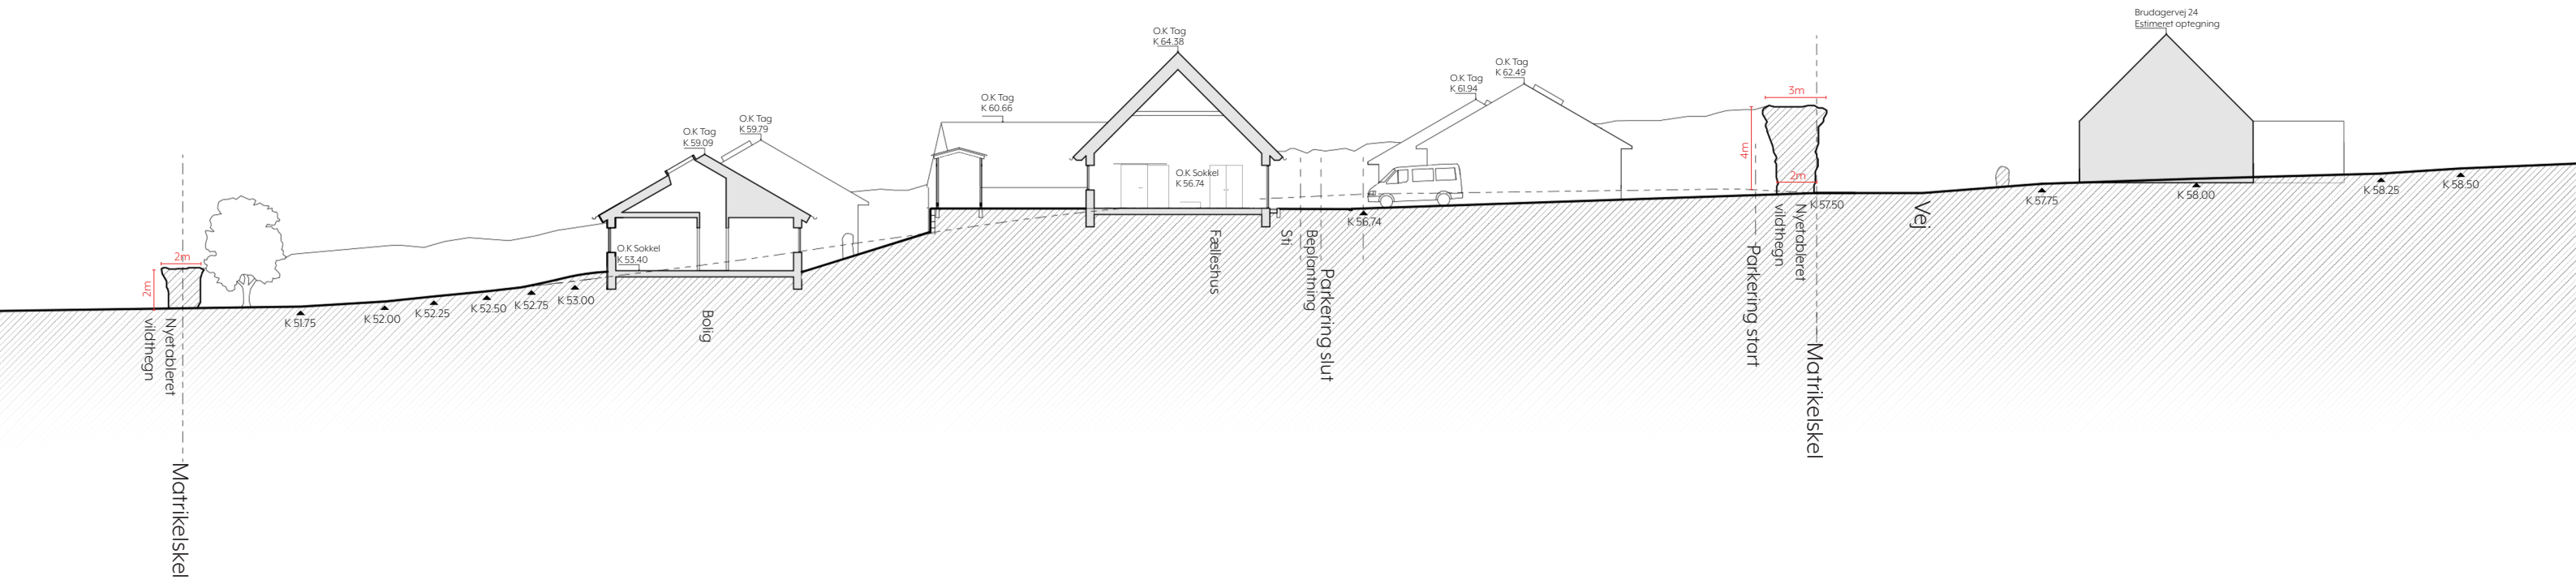 Brudagervej 24
Estimeret optegning
O.K Tag
K 64.38
O.K Tag
K 62.49
O.K Tag
K 61.94
3m
O.K Tag
K 60.66
O.K Tag
K 59.79
O.K Tag
K 59.09
4m
O.K Sokkel
K 56.74
2m
K 58.50
K 58.25
K 58.00
K 57.75
K 57.50
K 56.74
Vej
Nyetableret
vildthegn
Parkering start
Matrikelskel
Fælleshus
Sti
Beplantning
Parkering slut
O.K Sokkel
K 53.40
2m
2m
K 53.00
K 52.75
K 52.50
K 52.25
K 52.00
K 51.75
Bolig
Nyetableret
vildthegn
Matrikelskel